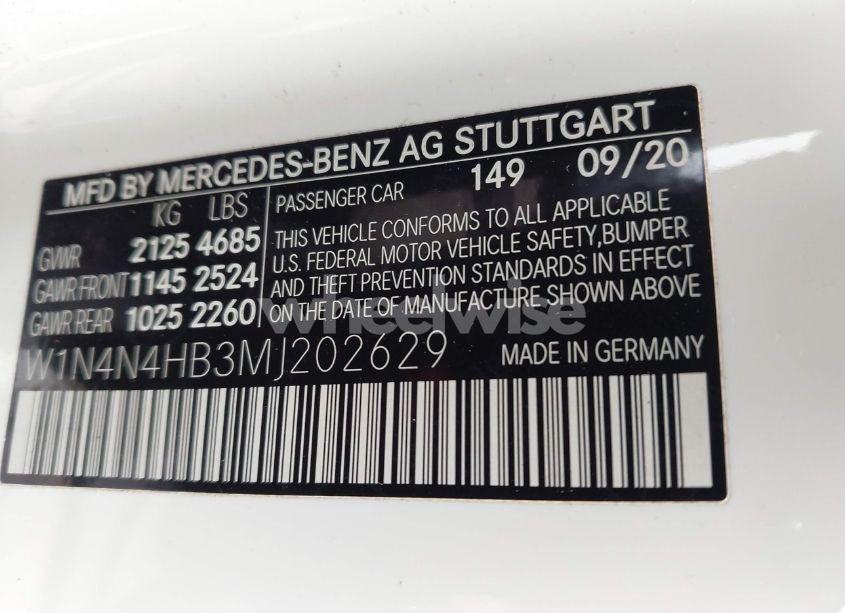 MFD BY MERCEDES-BENZ AG STUTTGART
KG LBS
PASSENGER CAR 149 09/20
GVWR 2125 4685
GAWR FRONT 1145 2524
GAWR REAR 1025 2260
THIS VEHICLE CONFORMS TO ALL APPLICABLE
U.S. FEDERAL MOTOR VEHICLE SAFETY,BUMPER
AND THEFT PREVENTION STANDARDS IN EFFECT
ON THE DATE OF MANUFACTURE SHOWN ABOVE
wheelwise
W1N4N4HB3MJ202629 MADE IN GERMANY